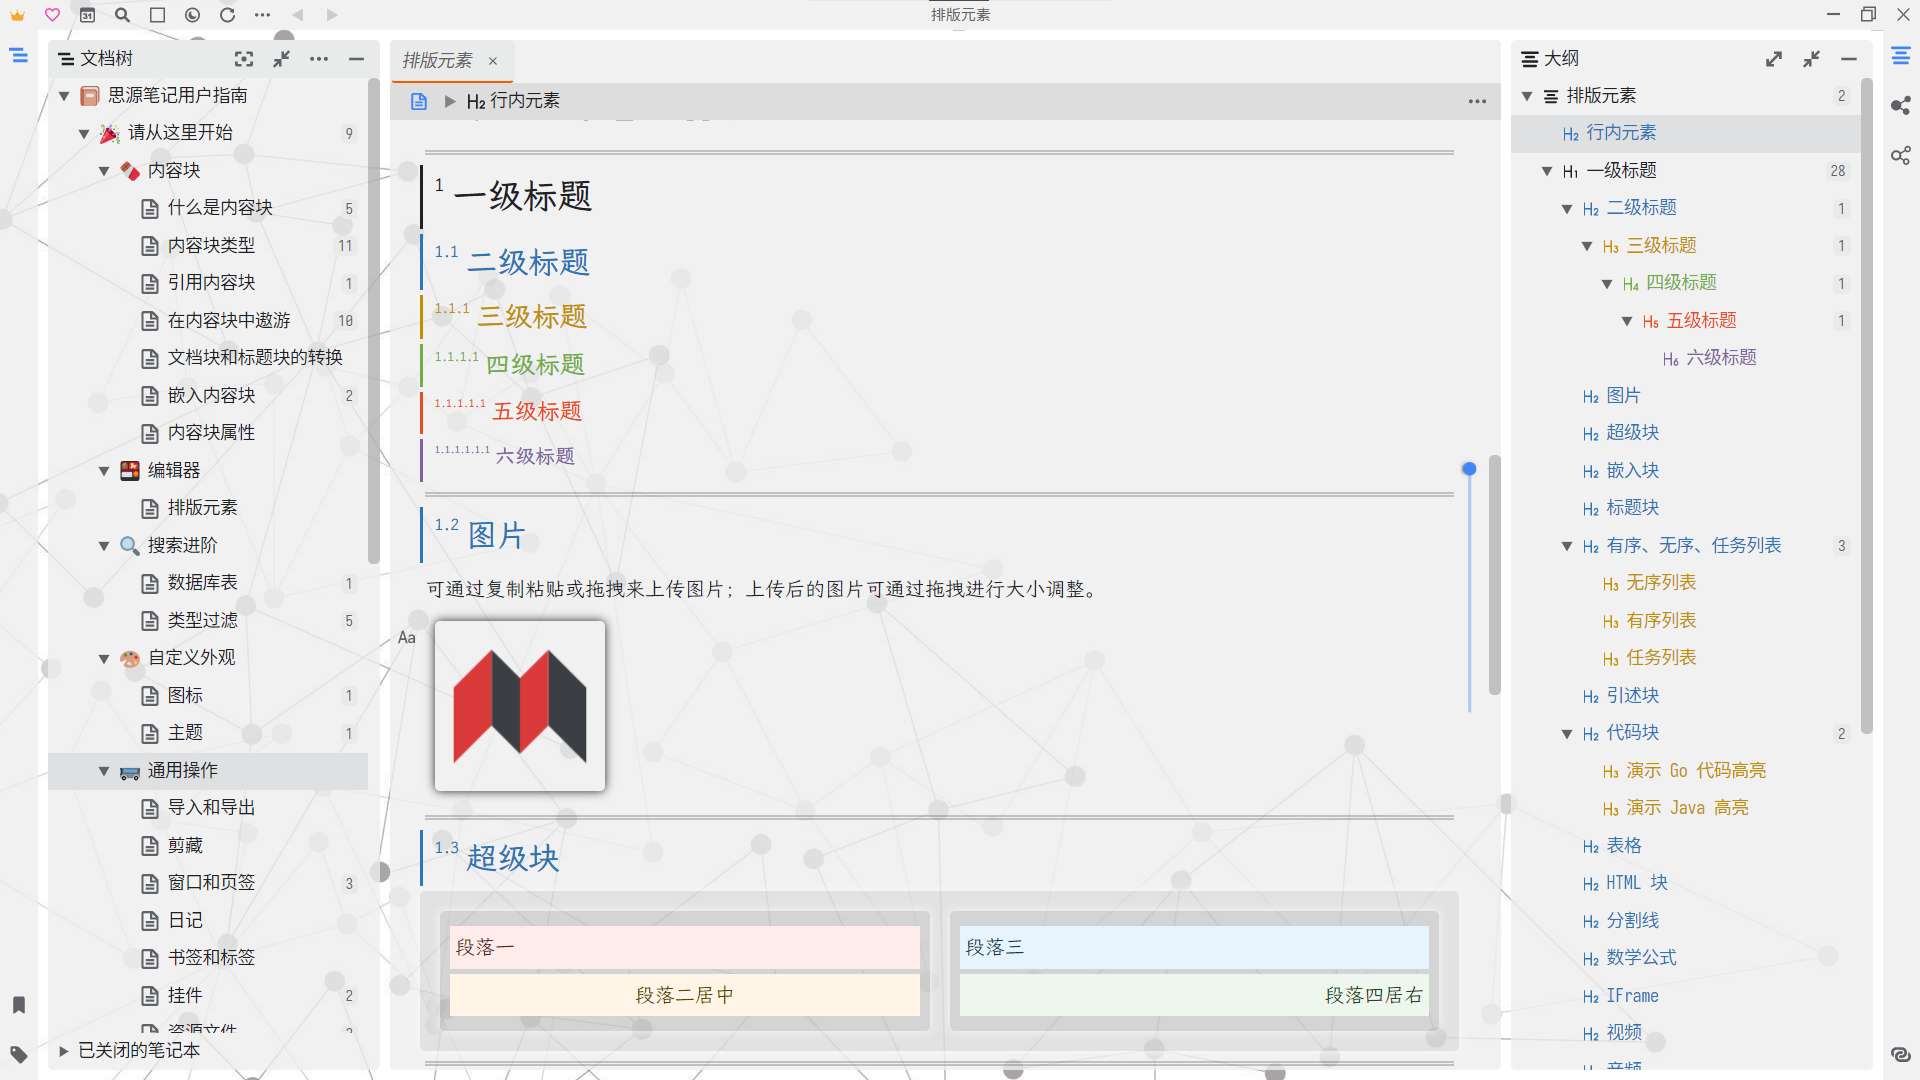 31
排版元素
文档树
思源笔记用户指南
请从这里开始 9
内容块
什么是内容块 5
内容块类型 11
引用内容块 1
在内容块中遨游 10
文档块和标题块的转换
嵌入内容块 2
内容块属性
编辑器
排版元素
搜索进阶
数据库表 1
类型过滤 5
自定义外观
图标 1
主题 1
通用操作
导入和导出
剪藏
窗口和页签 3
日记
书签和标签
挂件 2
资源文件
已关闭的笔记本
排版元素
H2 行内元素
1 一级标题
1.1 二级标题
1.1.1 三级标题
1.1.1.1 四级标题
1.1.1.1.1 五级标题
1.1.1.1.1.1 六级标题
1.2 图片
可通过复制粘贴或拖拽来上传图片；上传后的图片可通过拖拽进行大小调整。
Aa
1.3 超级块
段落一
段落二居中
段落三
段落四居右
大纲
排版元素 2
H2 行内元素
H1 一级标题 28
H2 二级标题 1
H3 三级标题 1
H4 四级标题 1
H5 五级标题 1
H6 六级标题
H2 图片
H2 超级块
H2 嵌入块
H2 标题块
H2 有序、无序、任务列表 3
H3 无序列表
H3 有序列表
H3 任务列表
H2 引述块
H2 代码块 2
H3 演示 Go 代码高亮
H3 演示 Java 高亮
H2 表格
H2 HTML 块
H2 分割线
H2 数学公式
H2 IFrame
H2 视频
H2 音频